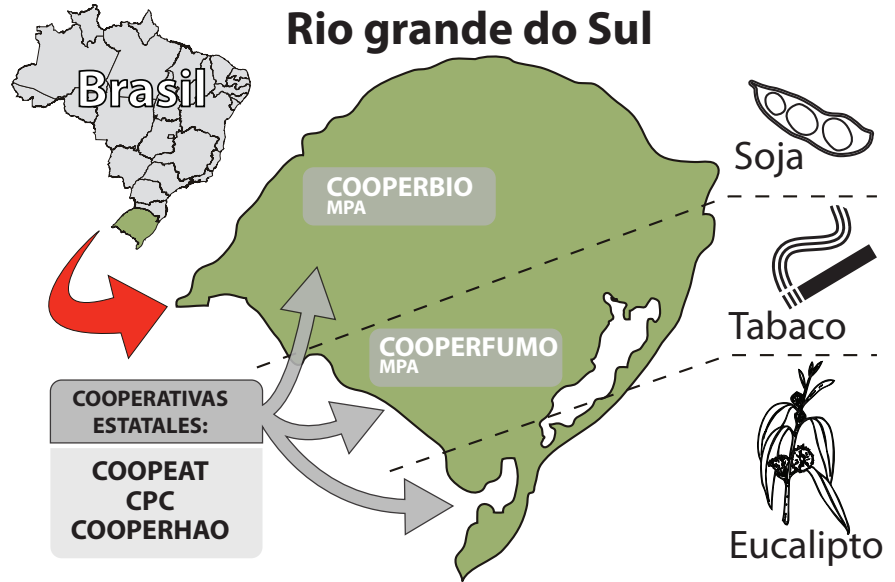 Rio grande do Sul
Brasil
Soja
COOPERBIO
MPA
Tabaco
COOPERFUMO
MPA
COOPERATIVAS
ESTATALES:
COOPEAT
CPC
COOPERHAO
Eucalipto